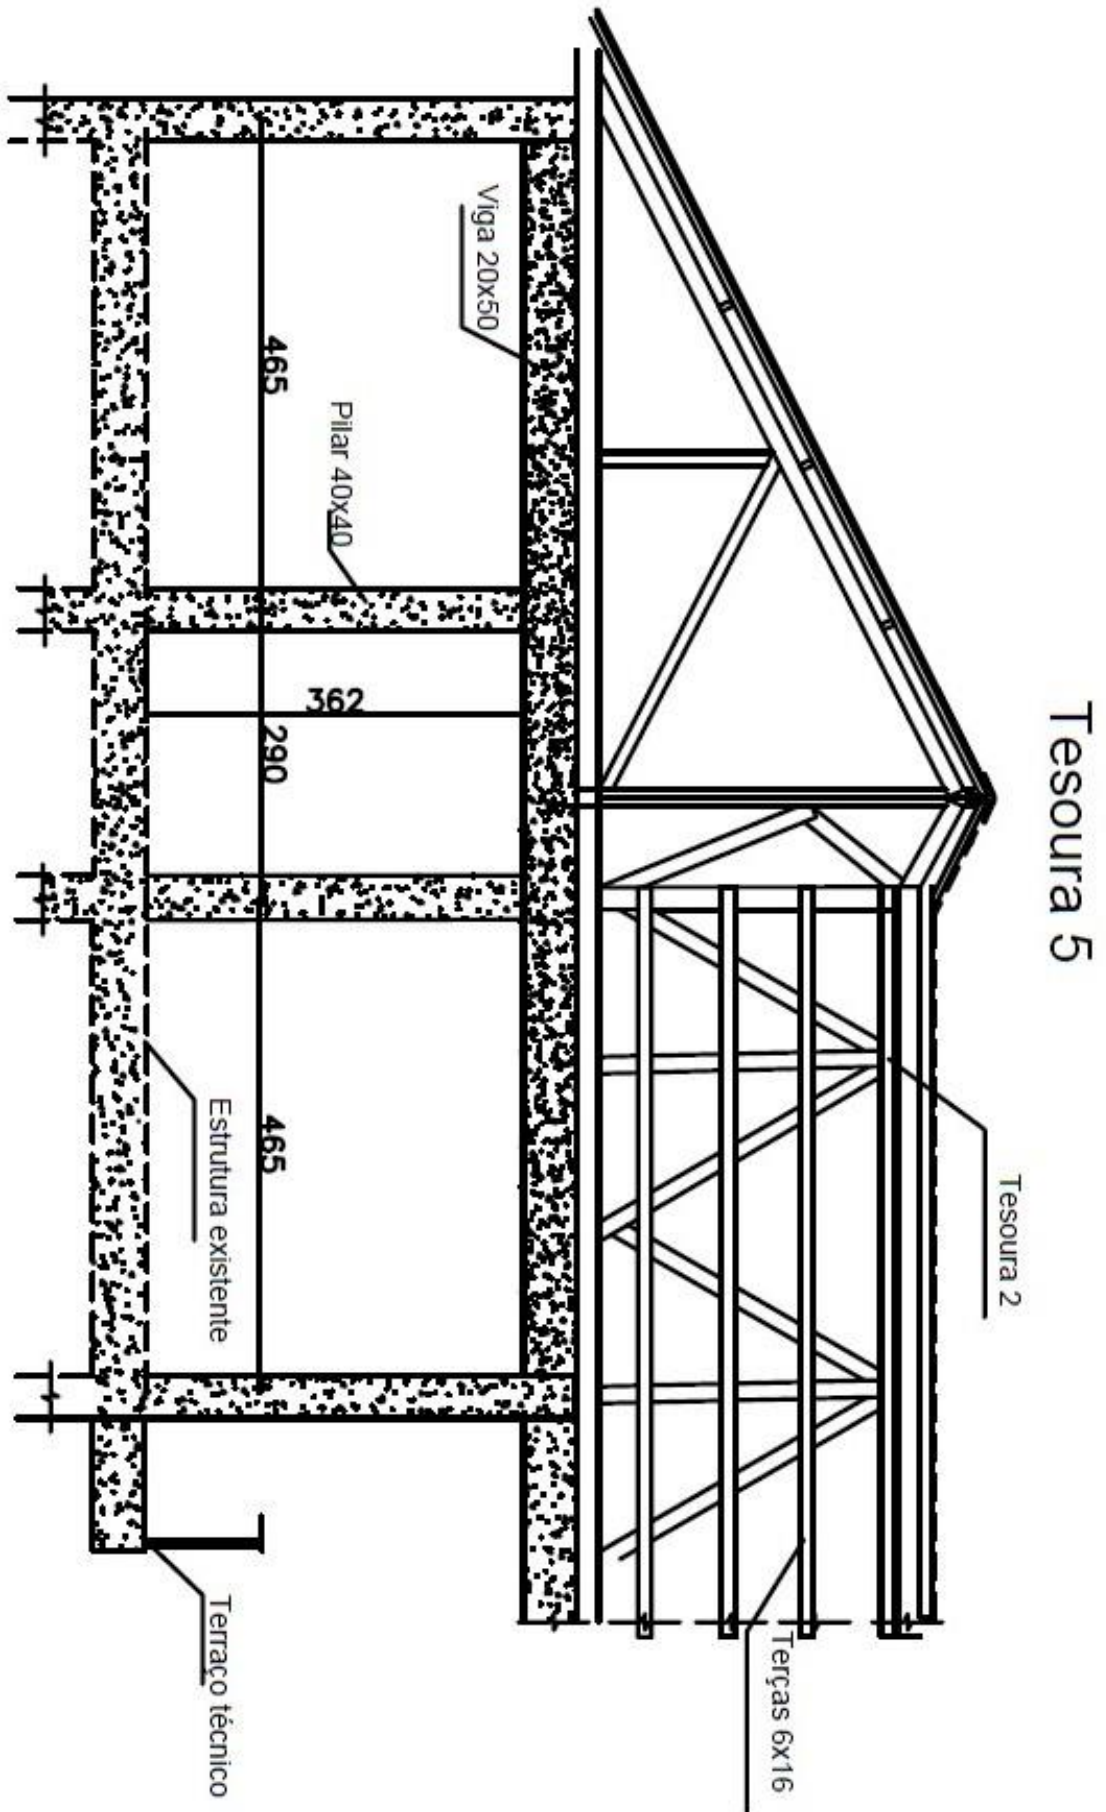 Tesoura 5
Tesoura 2
Terças 6x16
Viga 20x50
Pilar 40x40
362
465
290
465
Estrutura existente
Terraço técnico